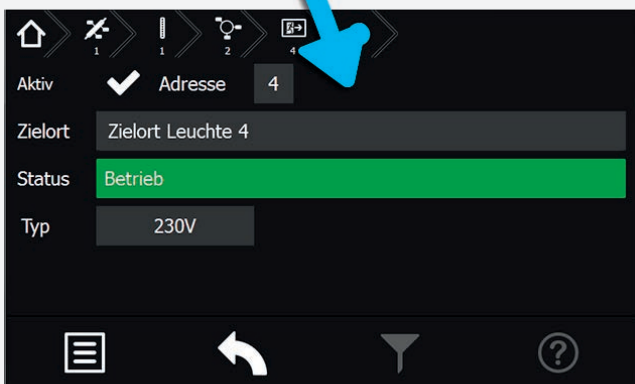 1 1 2 4
Aktiv Adresse 4
Zielort Zielort Leuchte 4
Status Betrieb
Typ 230V
?